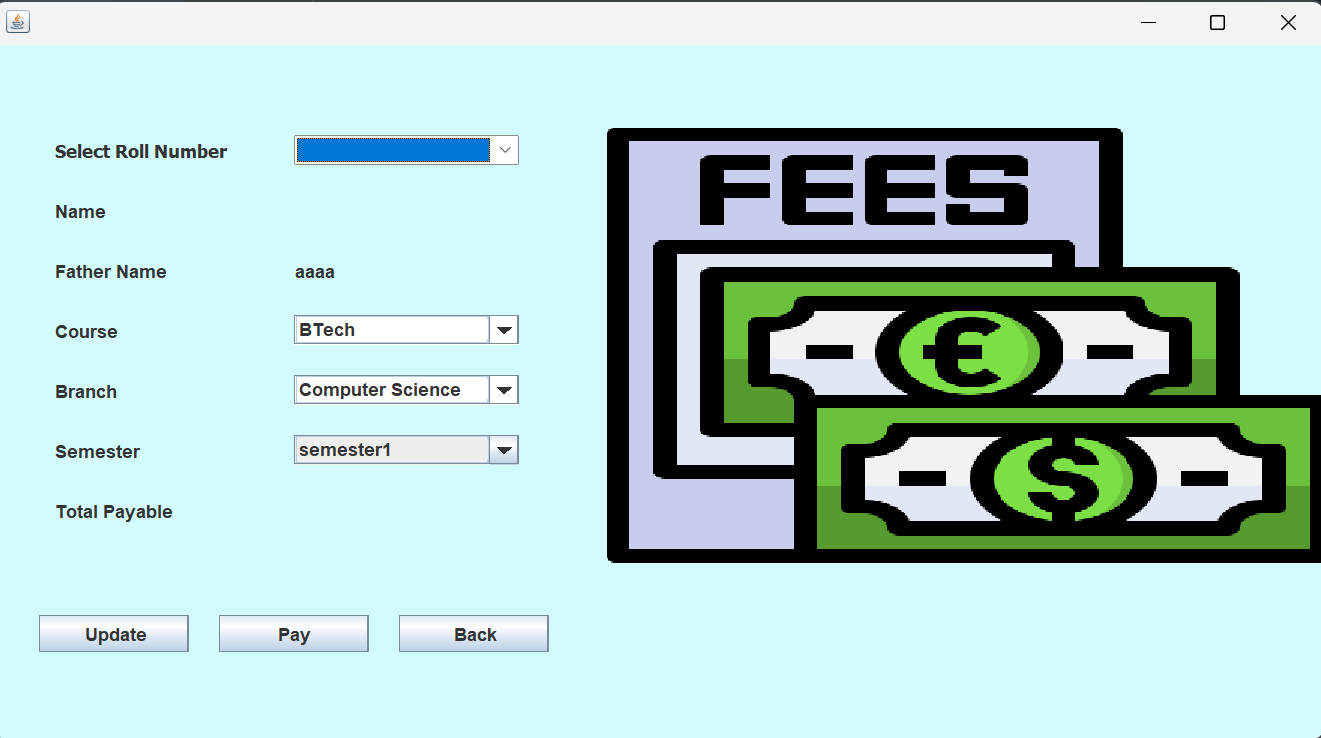 Select Roll Number
Name
Father Name aaaa
Course BTech
Branch Computer Science
Semester semester1
Total Payable
Update Pay Back
FEES
€
$